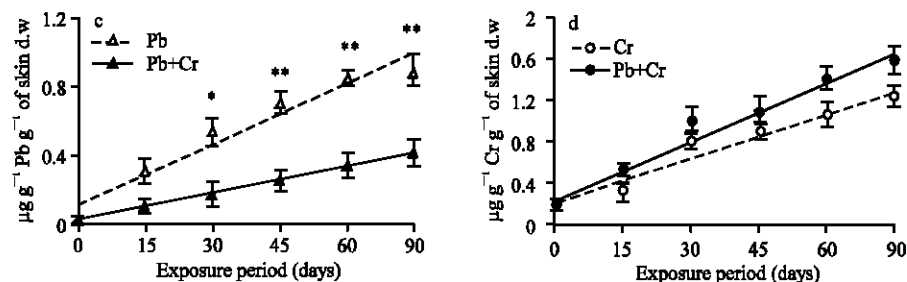 c
Pb
Pb+Cr
* ** ** **
1.2
0.8
0.4
0
0 15 30 45 60 90
Exposure period (days)
µg g⁻¹ Pb g⁻¹ of skin d.w
d
Cr
Pb+Cr
2
0.6
1.2
0.8
0.4
0
0 15 30 45 60 90
Exposure period (days)
µg g⁻¹ Cr g⁻¹ of skin d.w